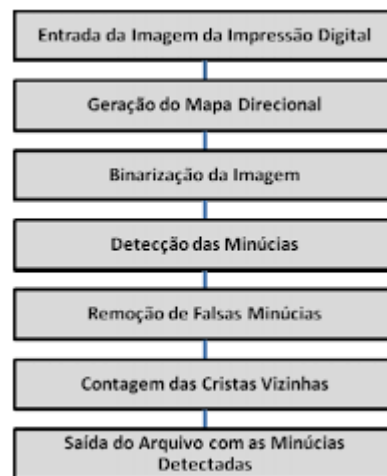 Entrada da Imagem da Impressão Digital
Geração do Mapa Direcional
Binarização da Imagem
Detecção das Minúcias
Remoção de Falsas Minúcias
Contagem das Cristas Vizinhas
Saída do Arquivo com as Minúcias
Detectadas